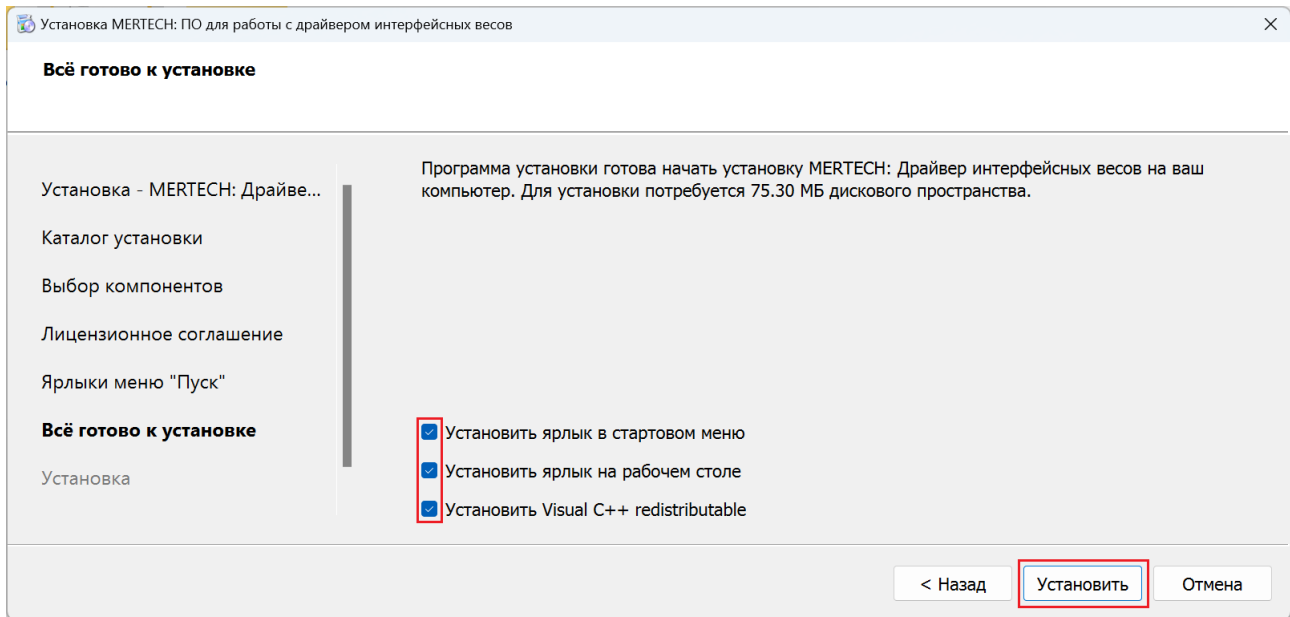 Установка MERTECH: ПО для работы с драйвером интерфейсных весов
Всё готово к установке
Установка - MERTECH: Драйве...
Каталог установки
Выбор компонентов
Лицензионное соглашение
Ярлыки меню "Пуск"
Всё готово к установке
Установка
Программа установки готова начать установку MERTECH: Драйвер интерфейсных весов на ваш
компьютер. Для установки потребуется 75.30 МБ дискового пространства.
Установить ярлык в стартовом меню
Установить ярлык на рабочем столе
Установить Visual C++ redistributable
< Назад
Установить
Отмена